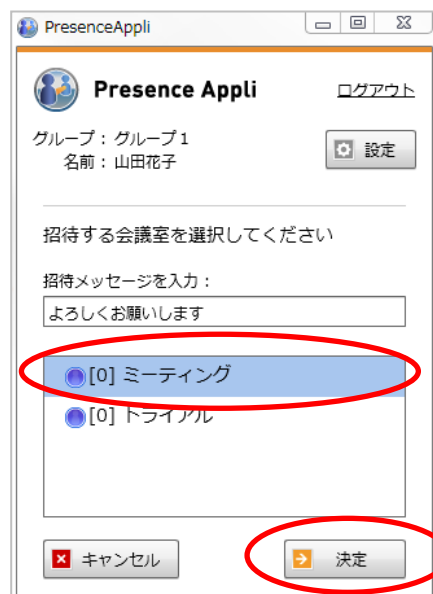 PresenceAppli
Presence Appli ログアウト
グループ：グループ１
名前：山田花子
設定
招待する会議室を選択してください
招待メッセージを入力：
よろしくお願いします
[0] ミーティング
[0] トライアル
キャンセル 決定